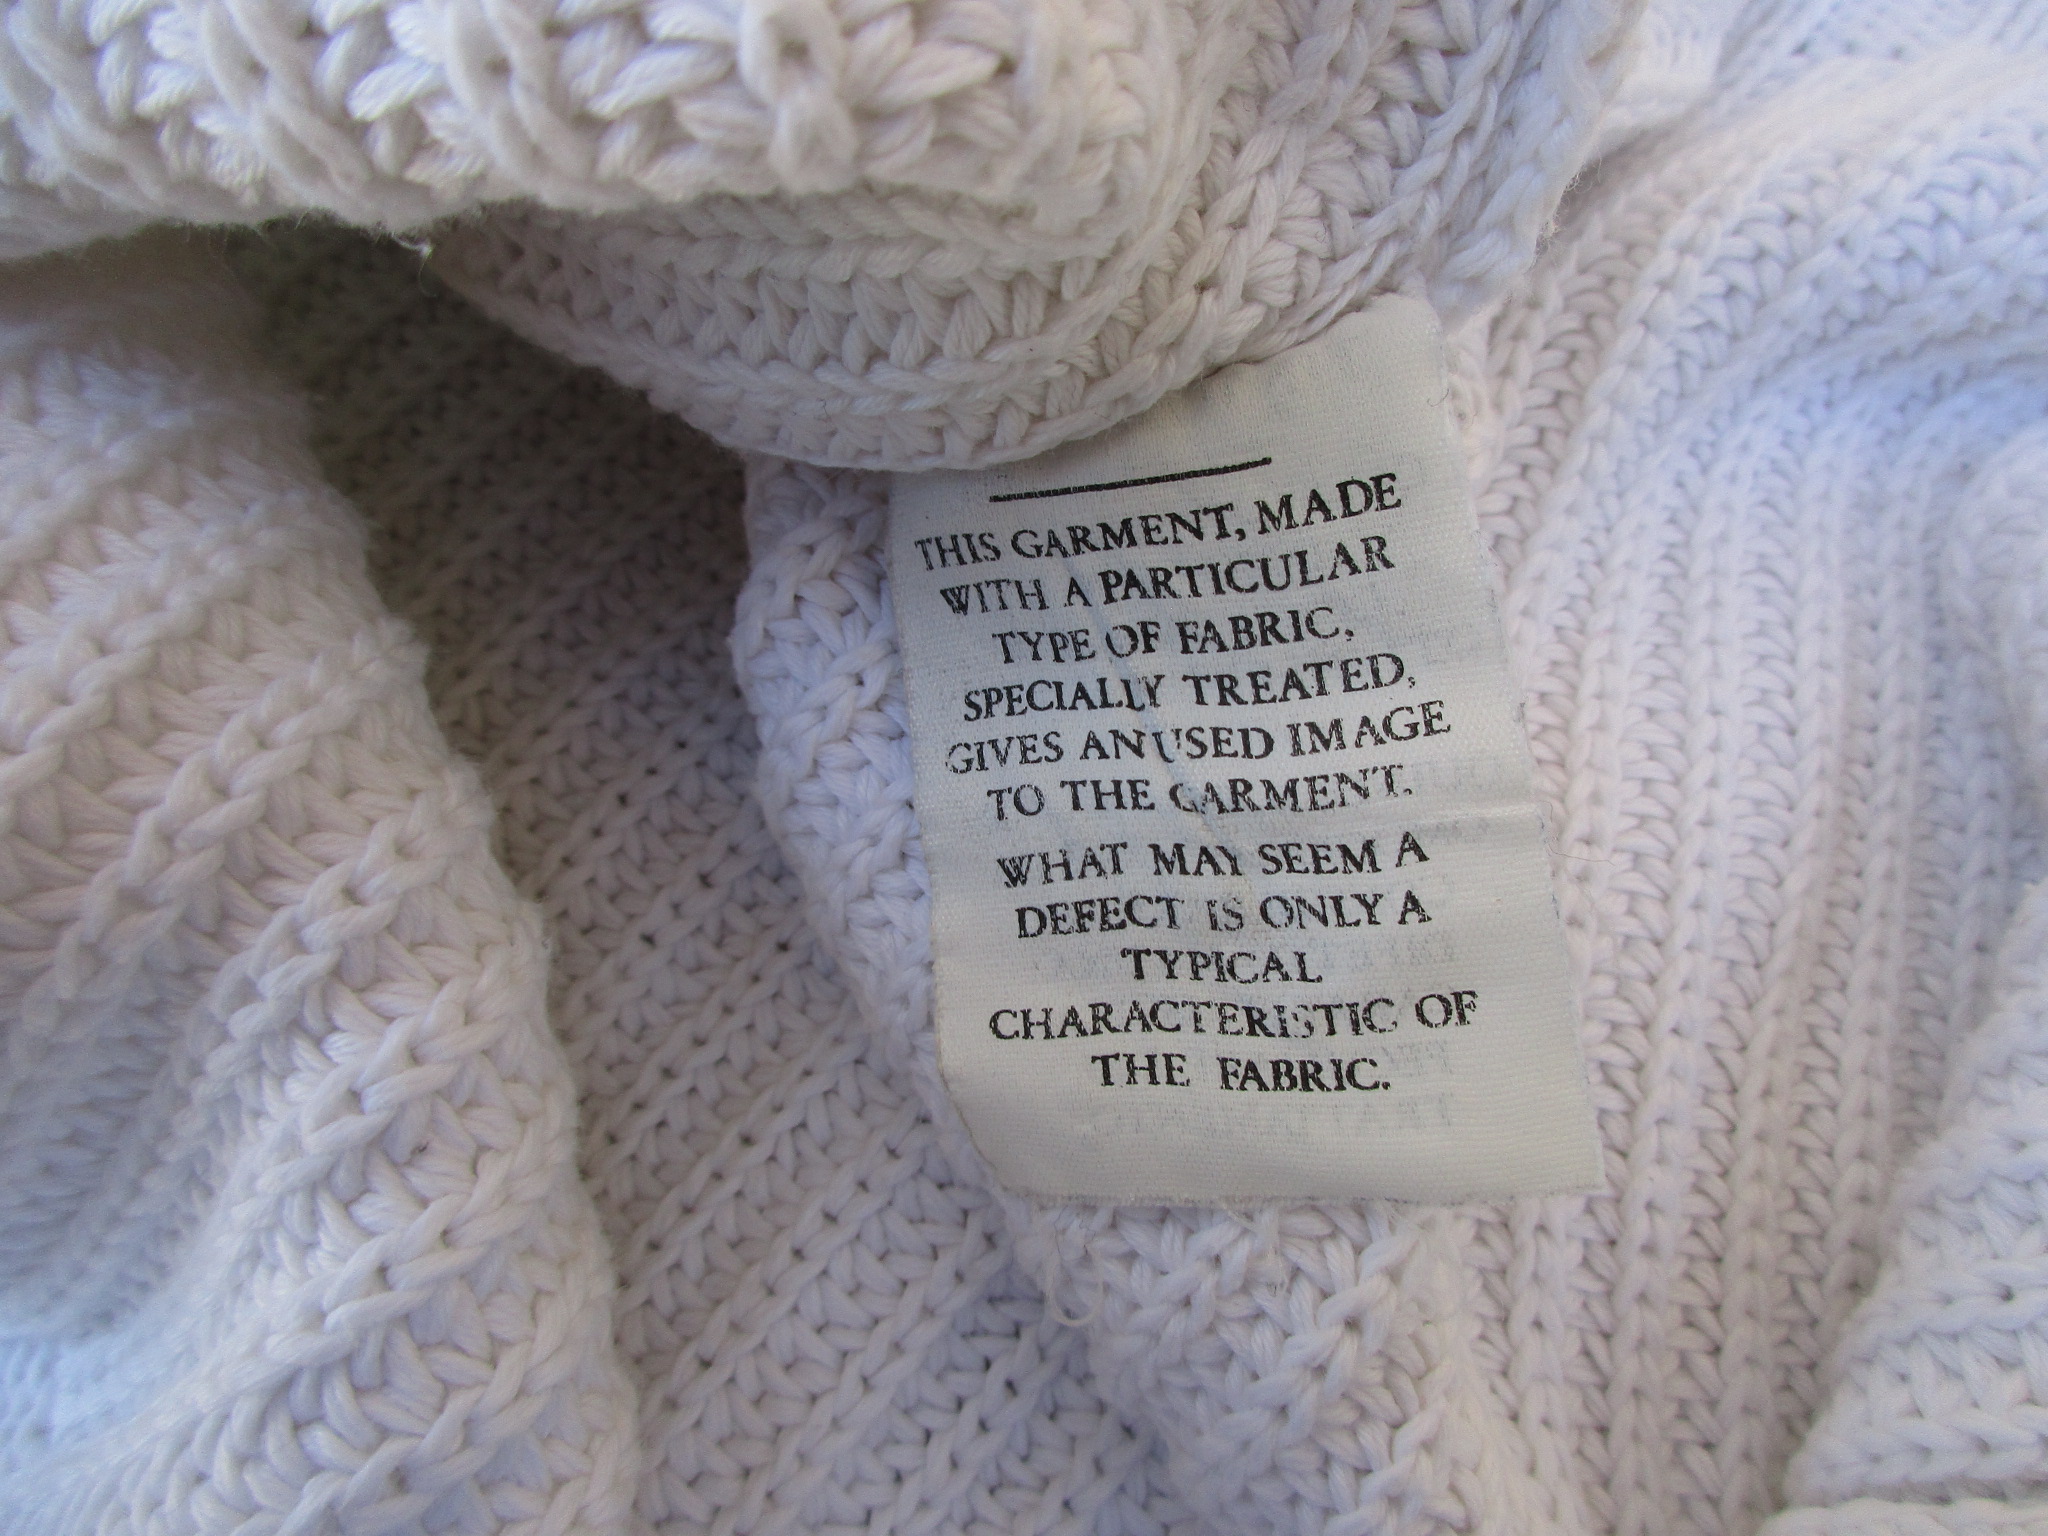 THIS GARMENT, MADE
WITH A PARTICULAR
TYPE OF FABRIC,
SPECIALLY TREATED,
GIVES AN USED IMAGE
TO THE GARMENT.
WHAT MAY SEEM A
DEFECT IS ONLY A
TYPICAL
CHARACTERISTIC OF
THE FABRIC.